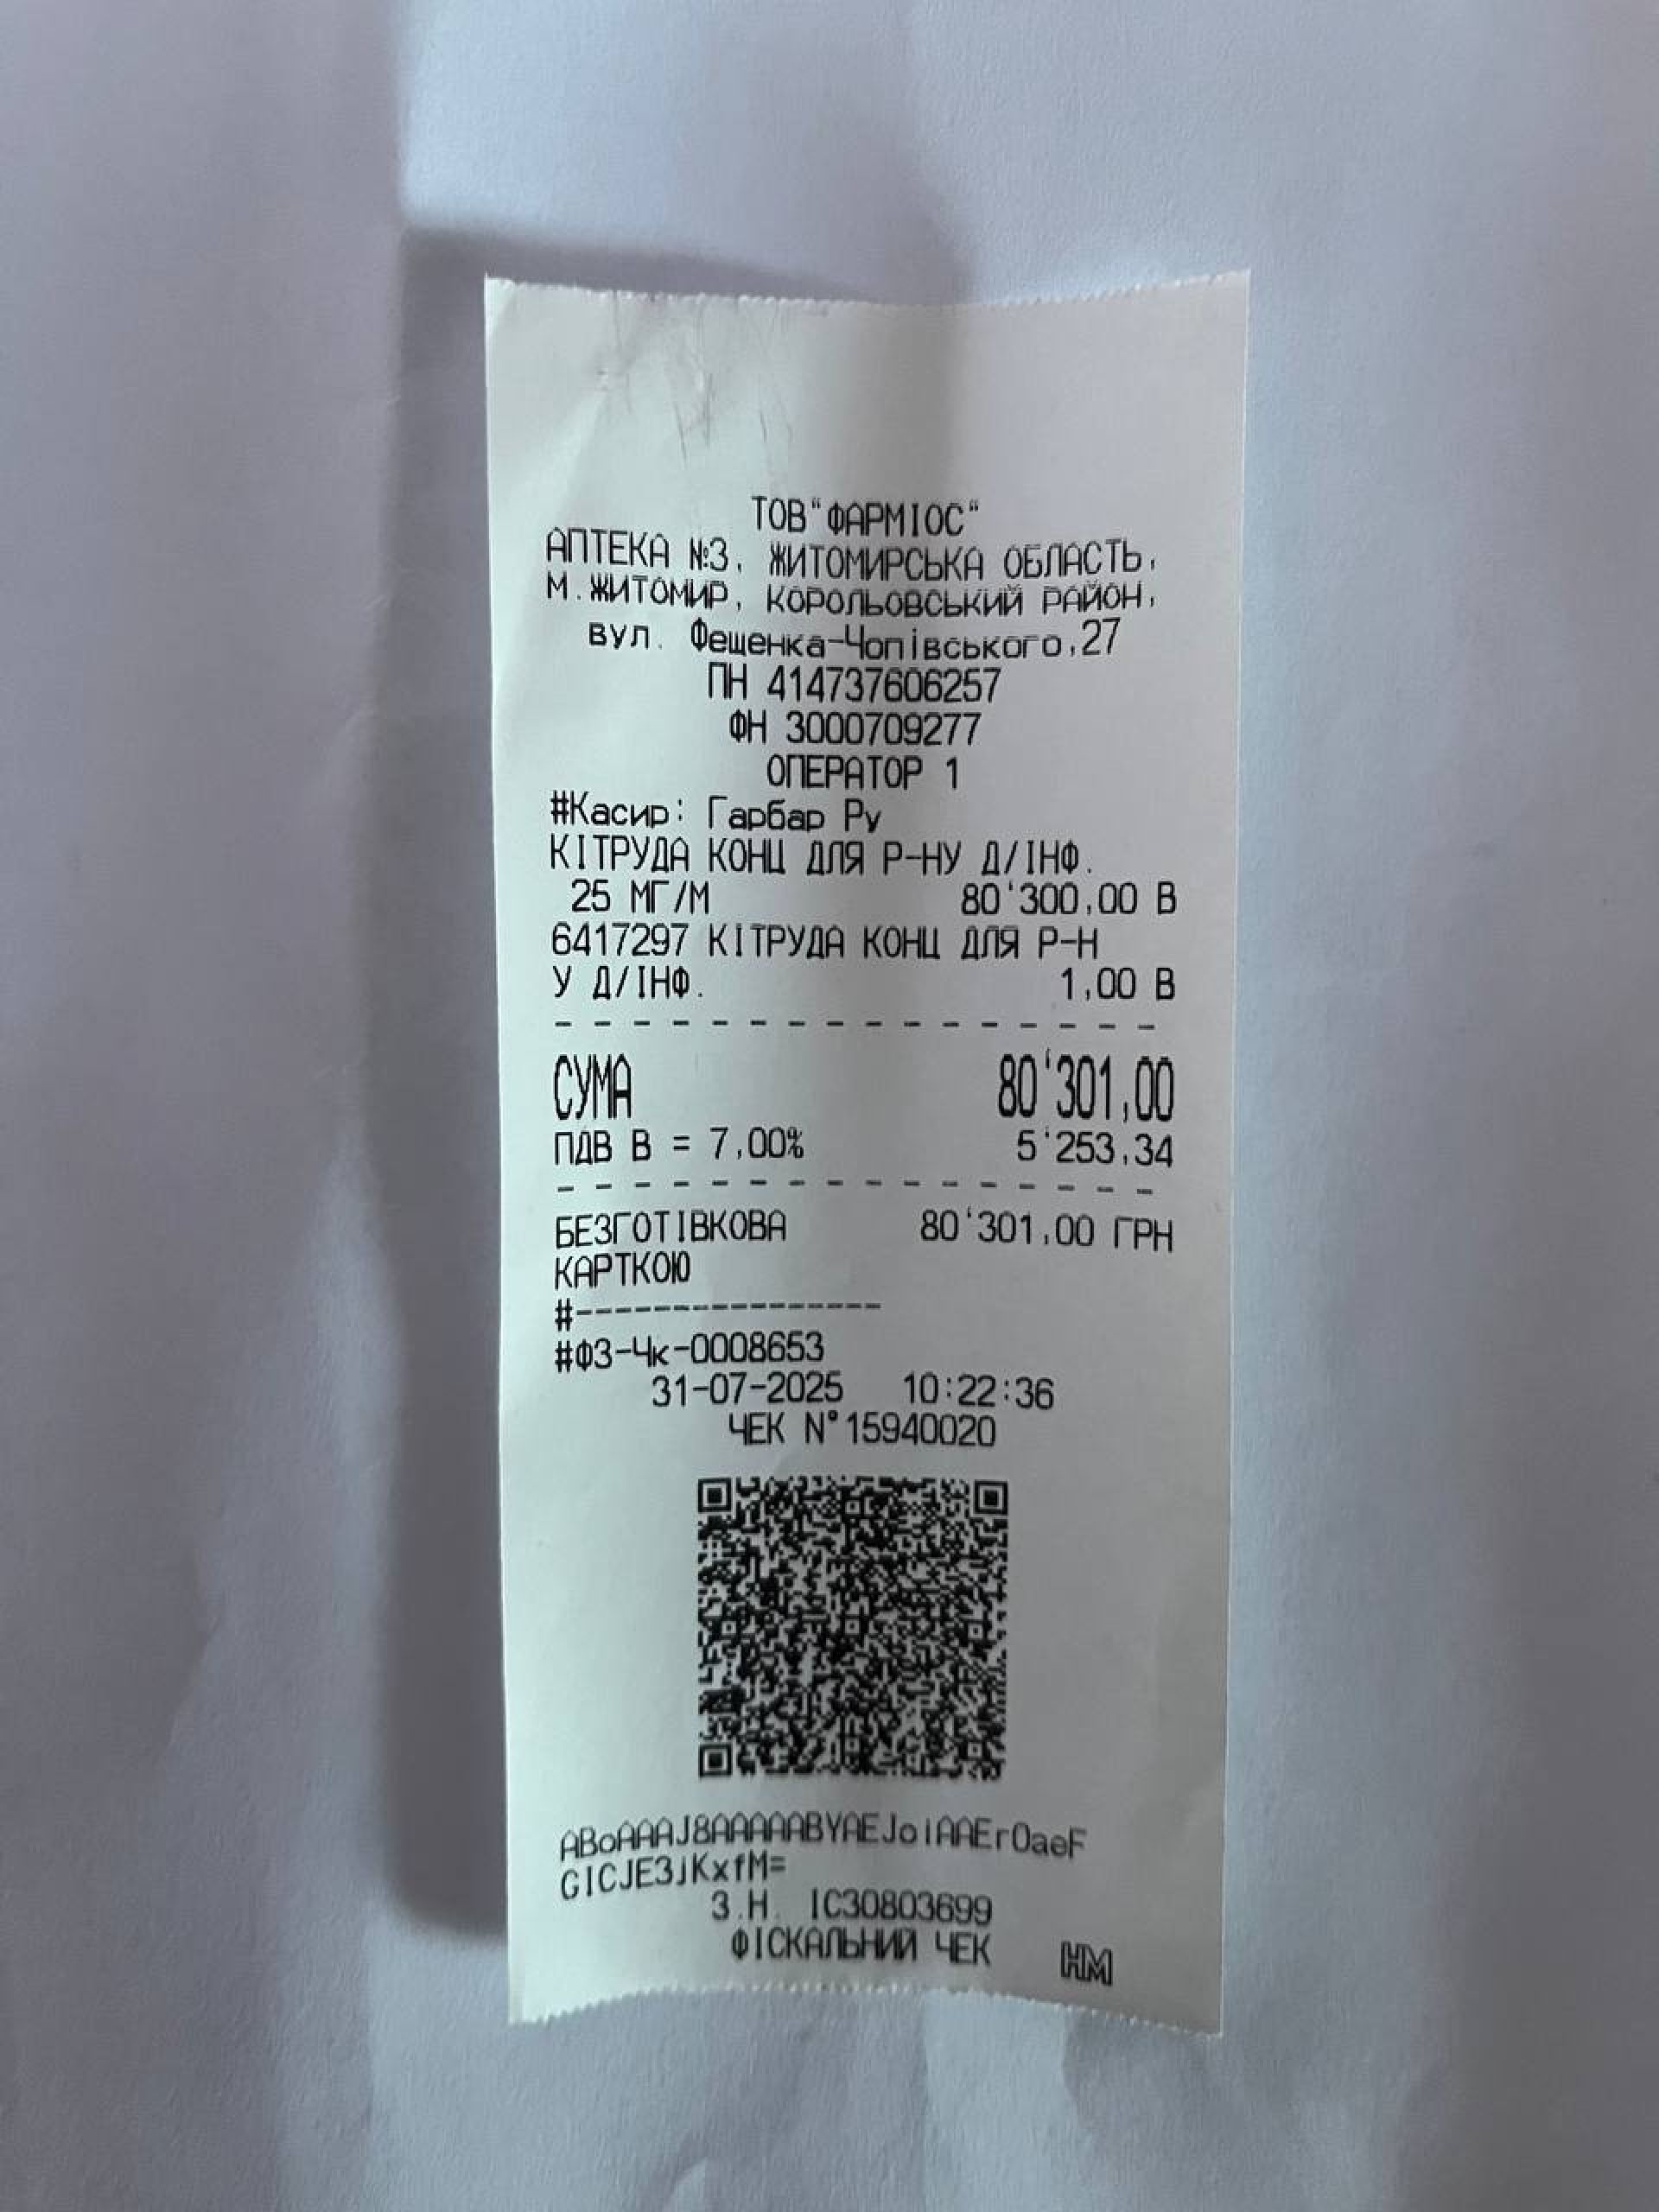 ТОВ"ФАРМІОС"
АПТЕКА №3, ЖИТОМИРСЬКА ОБЛАСТЬ,
М.ЖИТОМИР, КОРОЛЬОВСЬКИЙ РАЙОН,
вул. Фещенка-Чопівського,27
ПН 414737606257
ФН 3000709277
ОПЕРАТОР 1
#Касир: Гарбар Ру
КІТРУДА КОНЦ ДЛЯ Р-НУ Д/ІНФ.
25 МГ/М 80'300,00 В
6417297 КІТРУДА КОНЦ ДЛЯ Р-Н
У Д/ІНФ. 1,00 В
- - - - - - - - - - - - - - - -
СУМА 80'301,00
ПДВ В = 7,00% 5'253,34
- - - - - - - - - - - - - - - -
БЕЗГОТІВКОВА 80'301,00 ГРН
КАРТКОЮ
#----------------
#ФЗ-Чк-0008653
31-07-2025 10:22:36
ЧЕК N°15940020
ABoAAAJ8AAAAABYAEJoiAAEr0aeF
GICJE3jKxfM=
З.Н. ІС30803699
ФІСКАЛЬНИЙ ЧЕК НМ